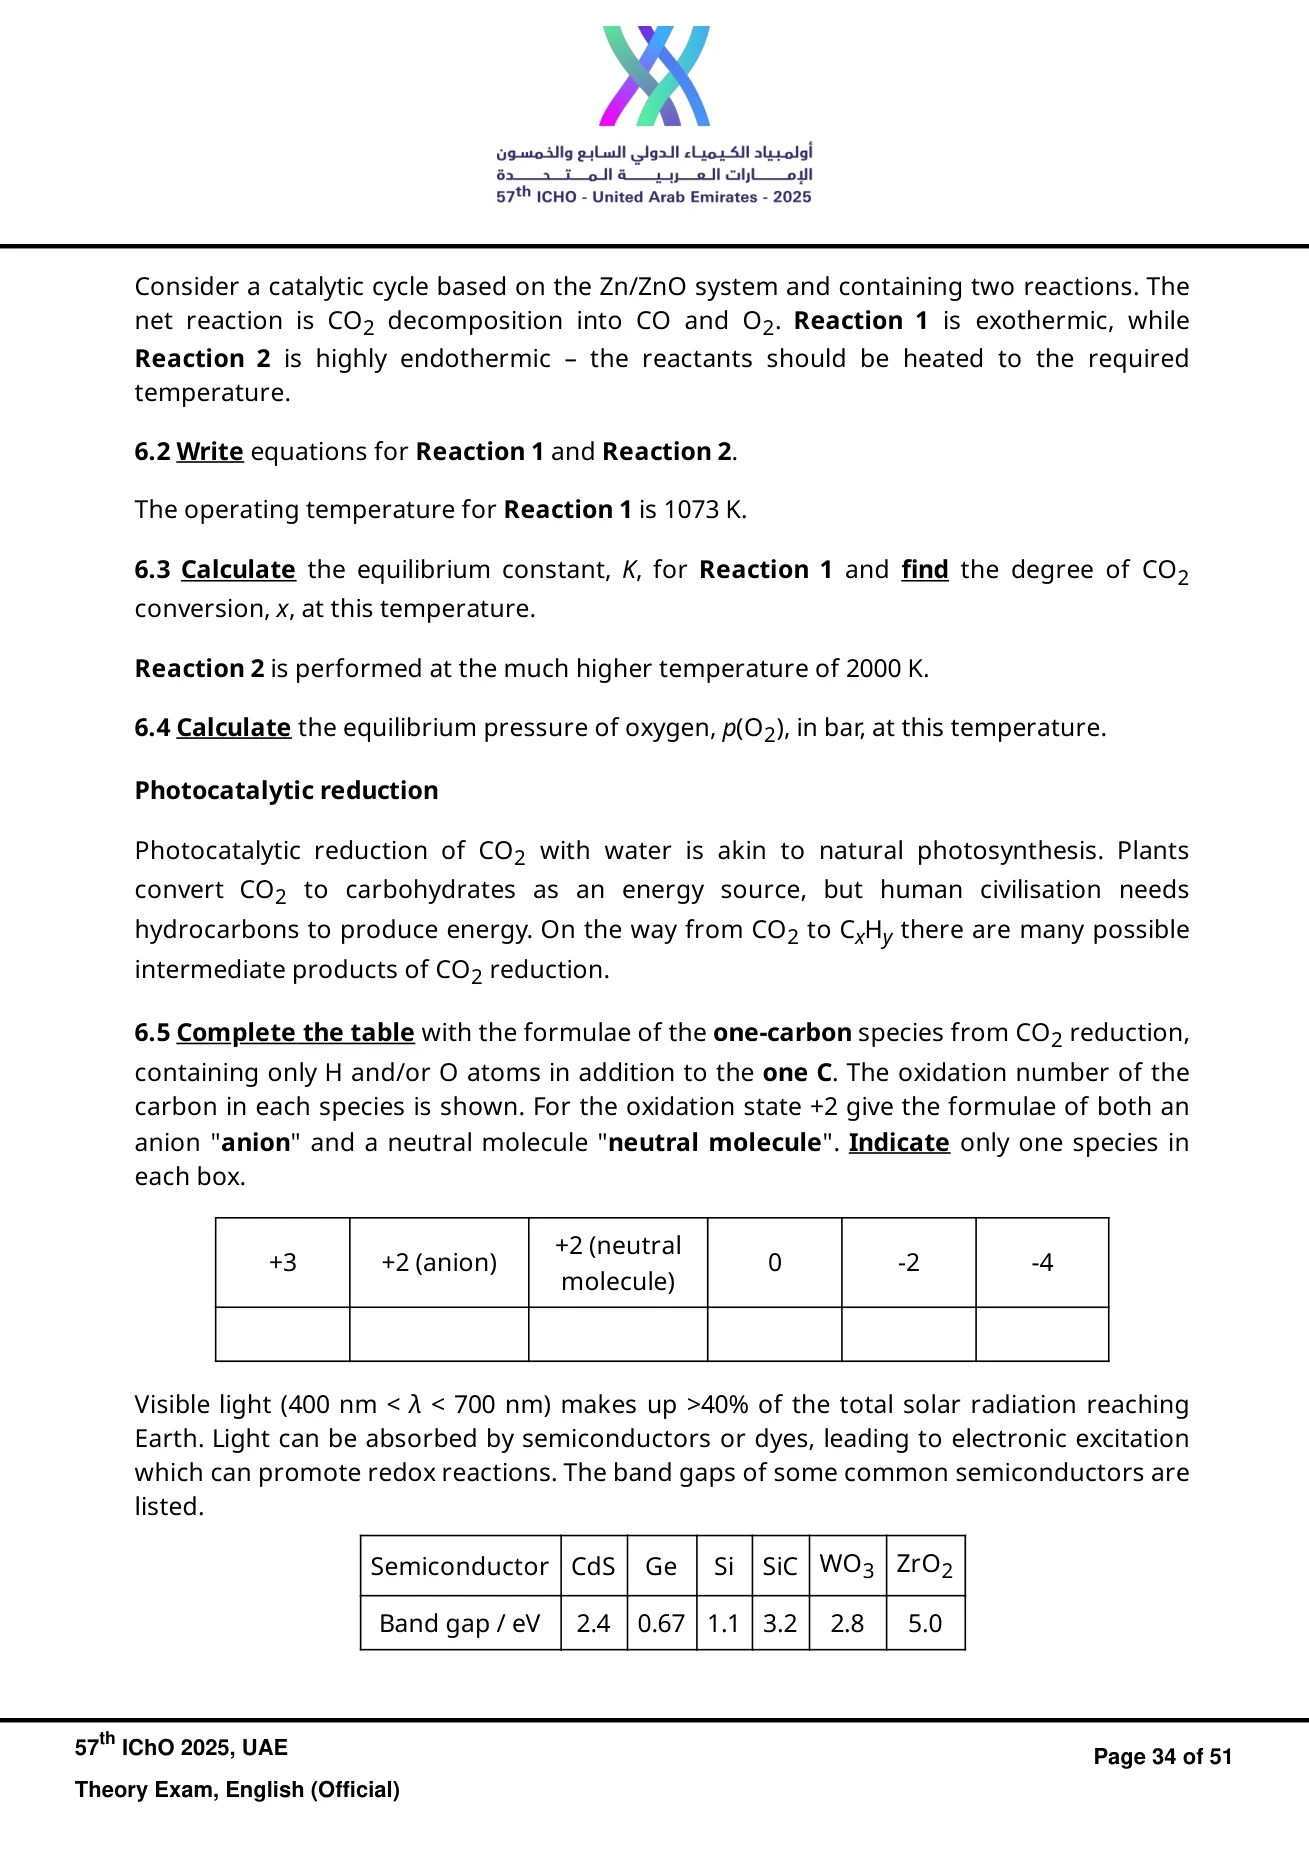 أولمبياد الكيمياء الدولي السابع والخمسون
الإمـــارات الـعــربـيــــة الـمـــتــحــــدة
57th ICHO - United Arab Emirates - 2025
Consider a catalytic cycle based on the Zn/ZnO system and containing two reactions. The
net reaction is CO2 decomposition into CO and O2. Reaction 1 is exothermic, while
Reaction 2 is highly endothermic – the reactants should be heated to the required
temperature.
6.2 Write equations for Reaction 1 and Reaction 2.
The operating temperature for Reaction 1 is 1073 K.
6.3 Calculate the equilibrium constant, K, for Reaction 1 and find the degree of CO2
conversion, x, at this temperature.
Reaction 2 is performed at the much higher temperature of 2000 K.
6.4 Calculate the equilibrium pressure of oxygen, p(O2), in bar, at this temperature.
Photocatalytic reduction
Photocatalytic reduction of CO2 with water is akin to natural photosynthesis. Plants
convert CO2 to carbohydrates as an energy source, but human civilisation needs
hydrocarbons to produce energy. On the way from CO2 to CxHy there are many possible
intermediate products of CO2 reduction.
6.5 Complete the table with the formulae of the one-carbon species from CO2 reduction,
containing only H and/or O atoms in addition to the one C. The oxidation number of the
carbon in each species is shown. For the oxidation state +2 give the formulae of both an
anion "anion" and a neutral molecule "neutral molecule". Indicate only one species in
each box.
+3 +2 (anion) +2 (neutral molecule) 0 -2 -4
Visible light (400 nm < λ < 700 nm) makes up >40% of the total solar radiation reaching
Earth. Light can be absorbed by semiconductors or dyes, leading to electronic excitation
which can promote redox reactions. The band gaps of some common semiconductors are
listed.
Semiconductor CdS Ge Si SiC WO3 ZrO2
Band gap / eV 2.4 0.67 1.1 3.2 2.8 5.0
57th IChO 2025, UAE
Theory Exam, English (Official)
Page 34 of 51